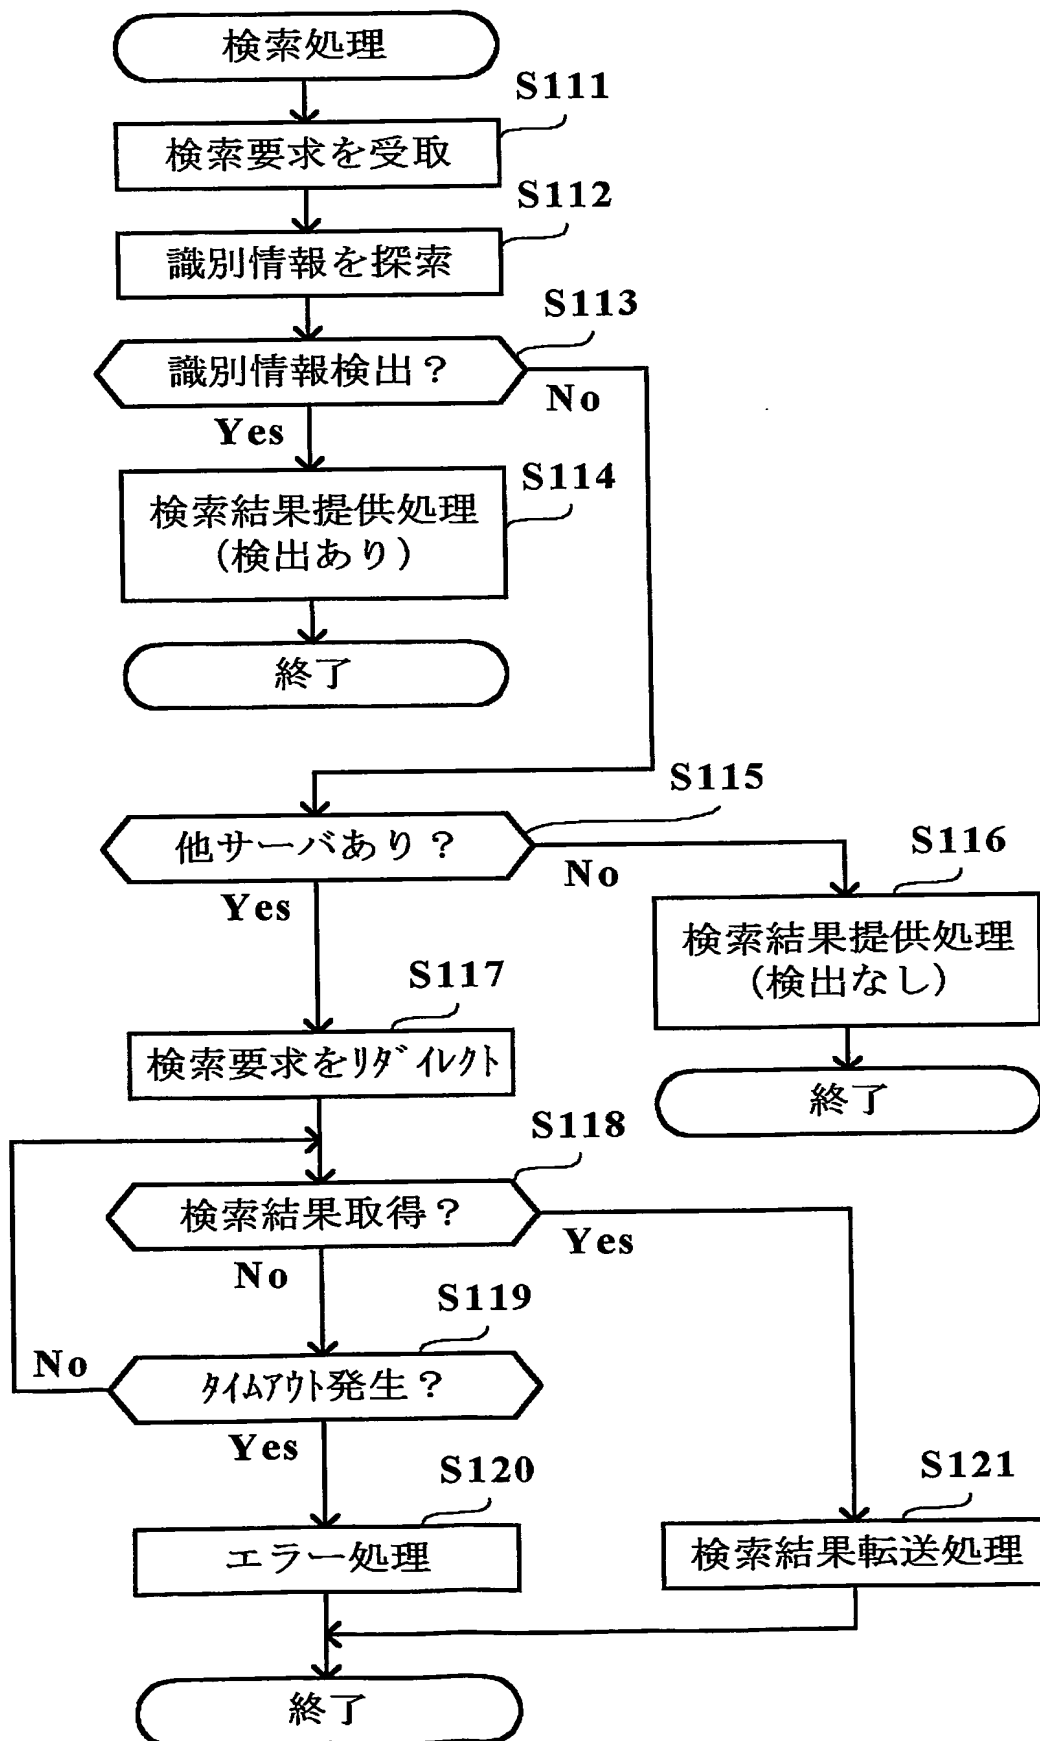 検索処理
S111
検索要求を受取
S112
識別情報を探索
S113
識別情報検出？
No
Yes
S114
検索結果提供処理
(検出あり)
終了
S115
他サーバあり？
No
Yes
S116
検索結果提供処理
(検出なし)
終了
S117
検索要求をﾘﾀﾞｲﾚｸﾄ
S118
検索結果取得？
Yes
No
S119
ﾀｲﾑｱｳﾄ発生？
No
Yes
S120
エラー処理
S121
検索結果転送処理
終了